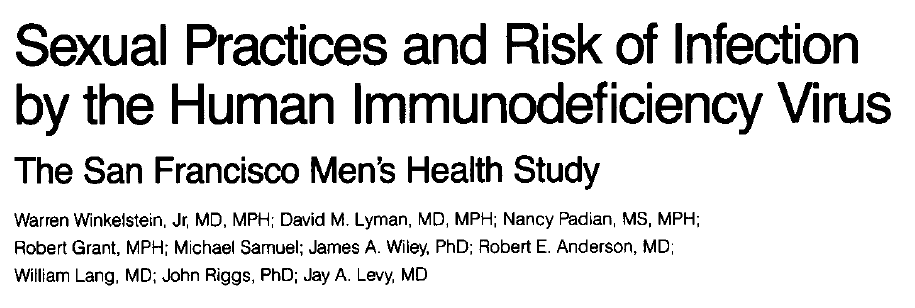 Sexual Practices and Risk of Infection
by the Human Immunodeficiency Virus
The San Francisco Men's Health Study
Warren Winkelstein, Jr, MD, MPH; David M. Lyman, MD, MPH; Nancy Padian, MS, MPH;
Robert Grant, MPH; Michael Samuel; James A. Wiley, PhD; Robert E. Anderson, MD;
William Lang, MD; John Riggs, PhD; Jay A. Levy, MD